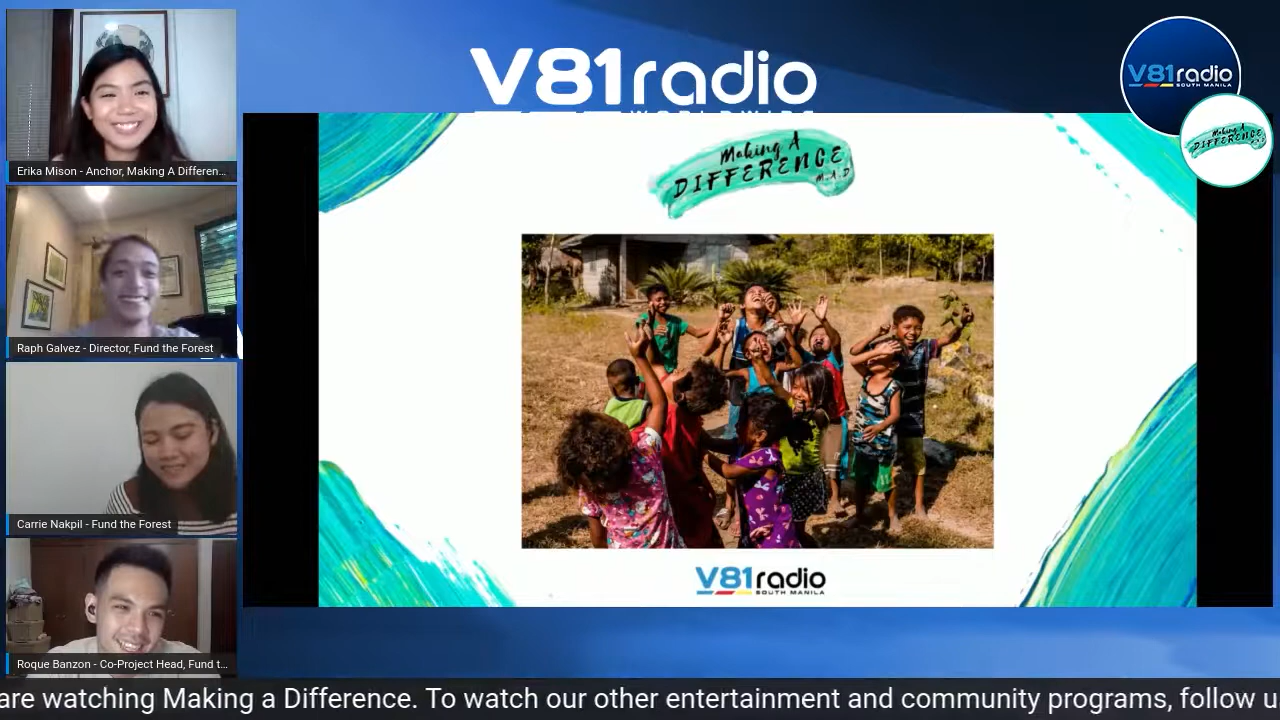 V81radio
WORLDWIDE
V81radio
SOUTH MANILA
Making A
DIFFERENCE
Making A
DIFFERENCE
M.A.D
Erika Mison - Anchor, Making A Differen...
Raph Galvez - Director, Fund the Forest
Carrie Nakpil - Fund the Forest
V81radio
SOUTH MANILA
Roque Banzon - Co-Project Head, Fund t...
are watching Making a Difference. To watch our other entertainment and community programs, follow u